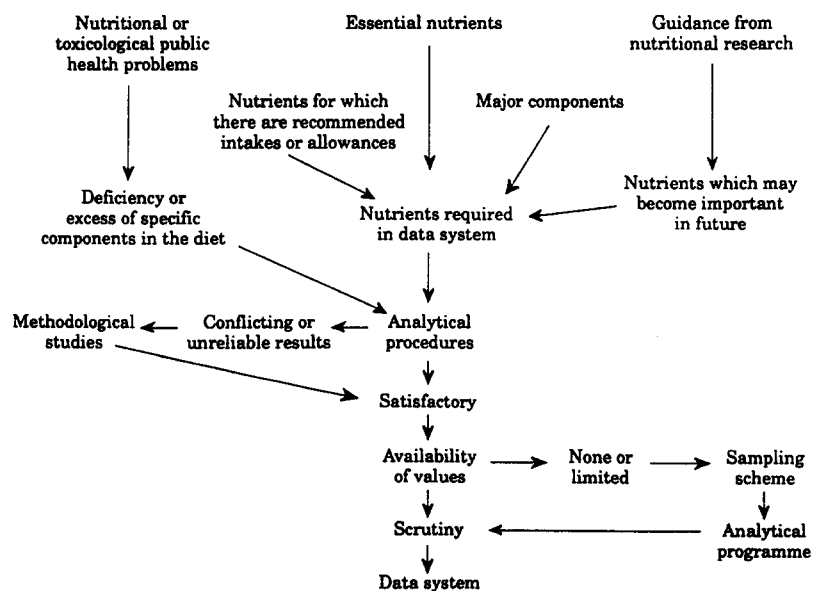 Nutritional or
toxicological public
health problems
Essential nutrients
Guidance from
nutritional research
Nutrients for which
there are recommended
intakes or allowances
Major components
Deficiency or
excess of specific
components in the diet
Nutrients required
in data system
Nutrients which may
become important
in future
Methodological
studies
Conflicting or
unreliable results
Analytical
procedures
Satisfactory
Availability
of values
None or
limited
Sampling
scheme
Scrutiny
Analytical
programme
Data system